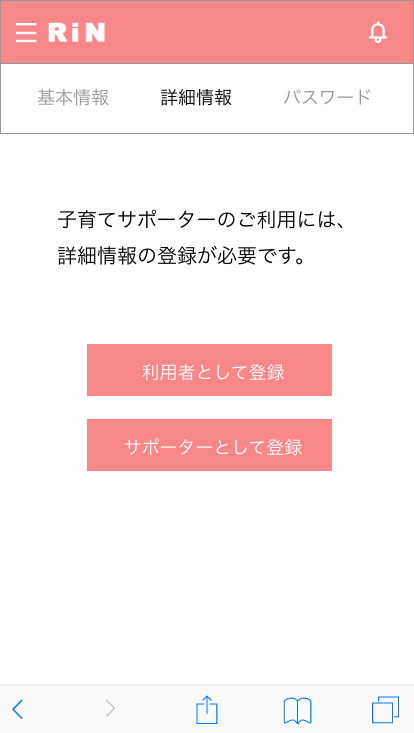 RiN
基本情報 詳細情報 パスワード
子育てサポーターのご利用には、
詳細情報の登録が必要です。
利用者として登録
サポーターとして登録